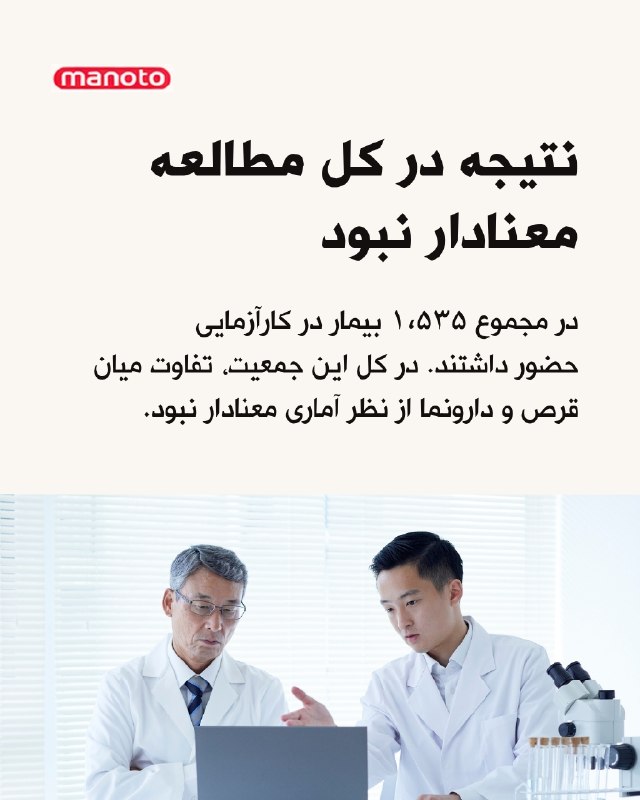 manoto
نتیجه در کل مطالعه
معنادار نبود
در مجموع ۱،۵۳۵ بیمار در کارآزمایی
حضور داشتند. در کل این جمعیت، تفاوت میان
قرص و دارونما از نظر آماری معنادار نبود.